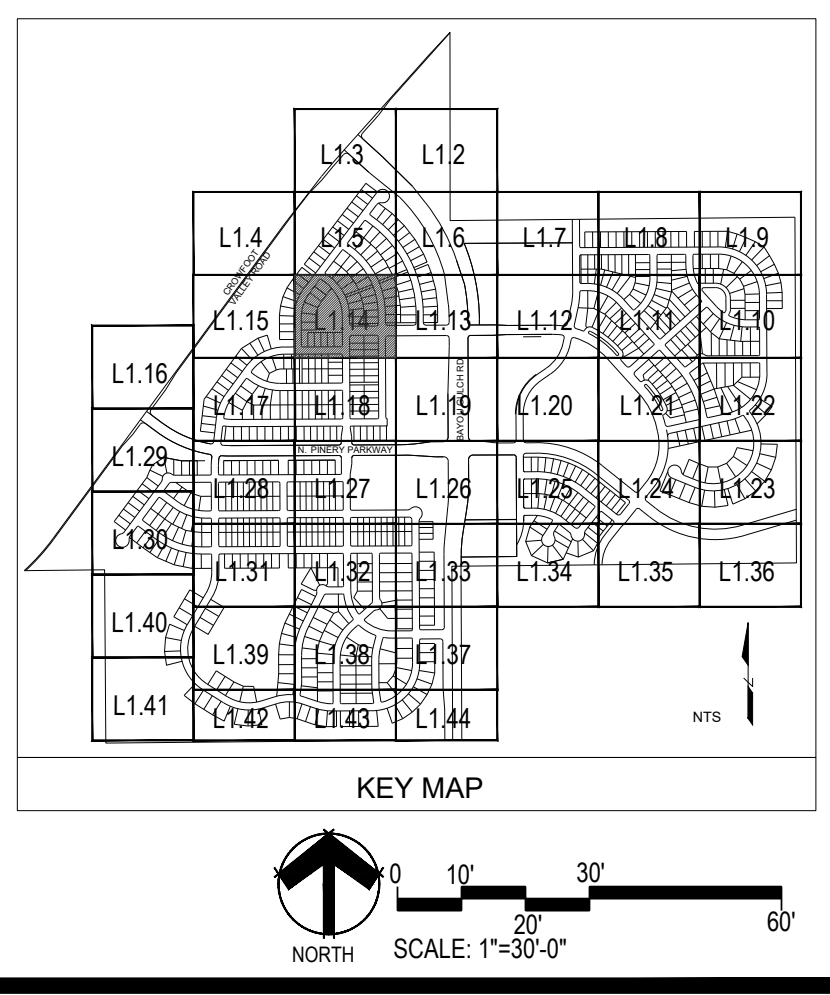 L1.3 L1.2
L1.4 L1.5 L1.6 L1.7 L1.8 L1.9
CROWFOOT
VALLEY ROAD
L1.15 L1.14 L1.13 L1.12 L1.11 L1.10
L1.16
L1.17 L1.18 L1.19 L1.20 L1.21 L1.22
BAYOU GULCH RD
N. PINERY PARKWAY
L1.29
L1.28 L1.27 L1.26 L1.25 L1.24 L1.23
L1.30
L1.31 L1.32 L1.33 L1.34 L1.35 L1.36
L1.40
L1.39 L1.38 L1.37
L1.41
L1.42 L1.43 L1.44
Z
NTS
KEY MAP
0 10' 30'
20' 60'
NORTH
SCALE: 1"=30'-0"